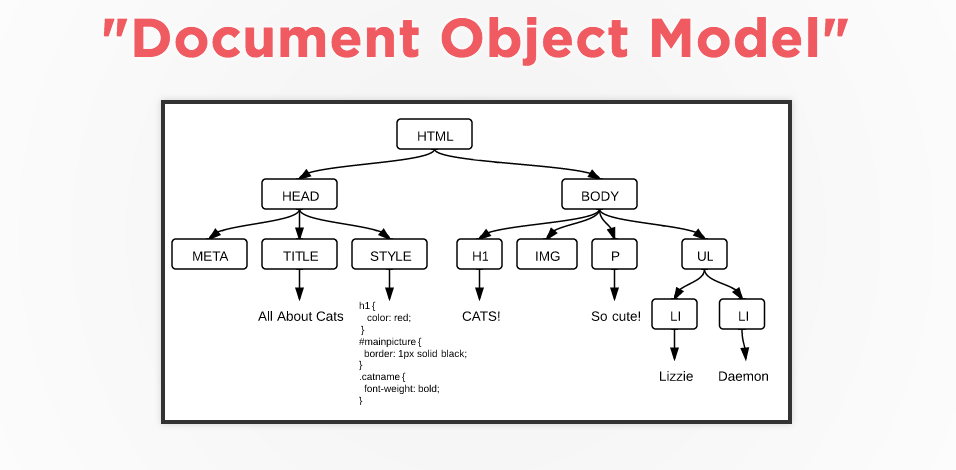 "Document Object Model"
HTML
HEAD
BODY
META
TITLE
STYLE
H1
IMG
P
UL
All About Cats
h1 {
color: red;
}
#mainpicture {
border: 1px solid black;
}
.catname {
font-weight: bold;
}
CATS!
So cute!
LI
LI
Lizzie
Daemon